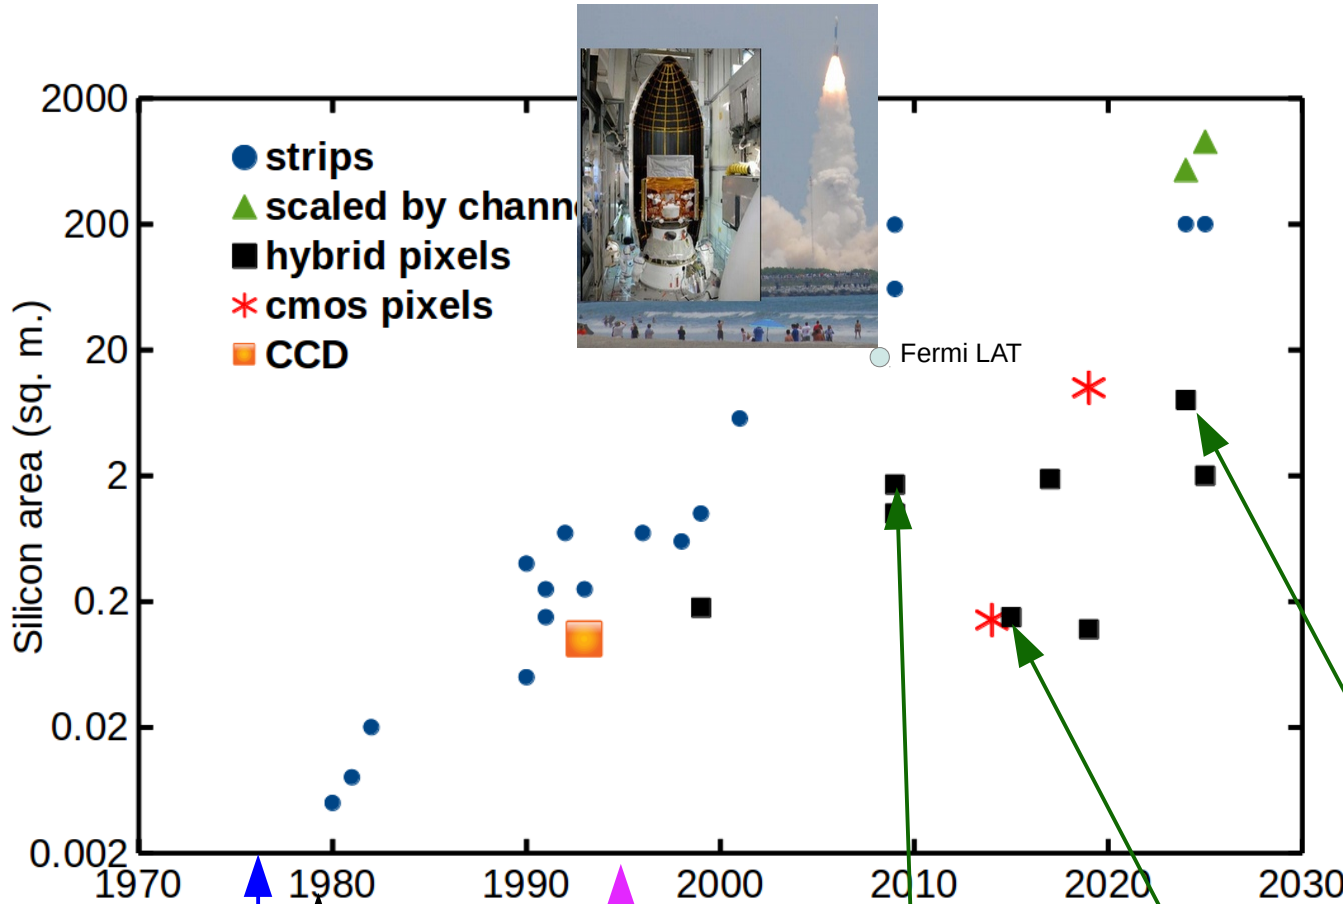 2000
200
20
2
0.2
0.02
0.002
Silicon area (sq. m.)
strips
scaled by
hybrid pixels
cmos pixels
CCD
Fermi LAT
1970 1980 1990 2000 2010 2020 2030